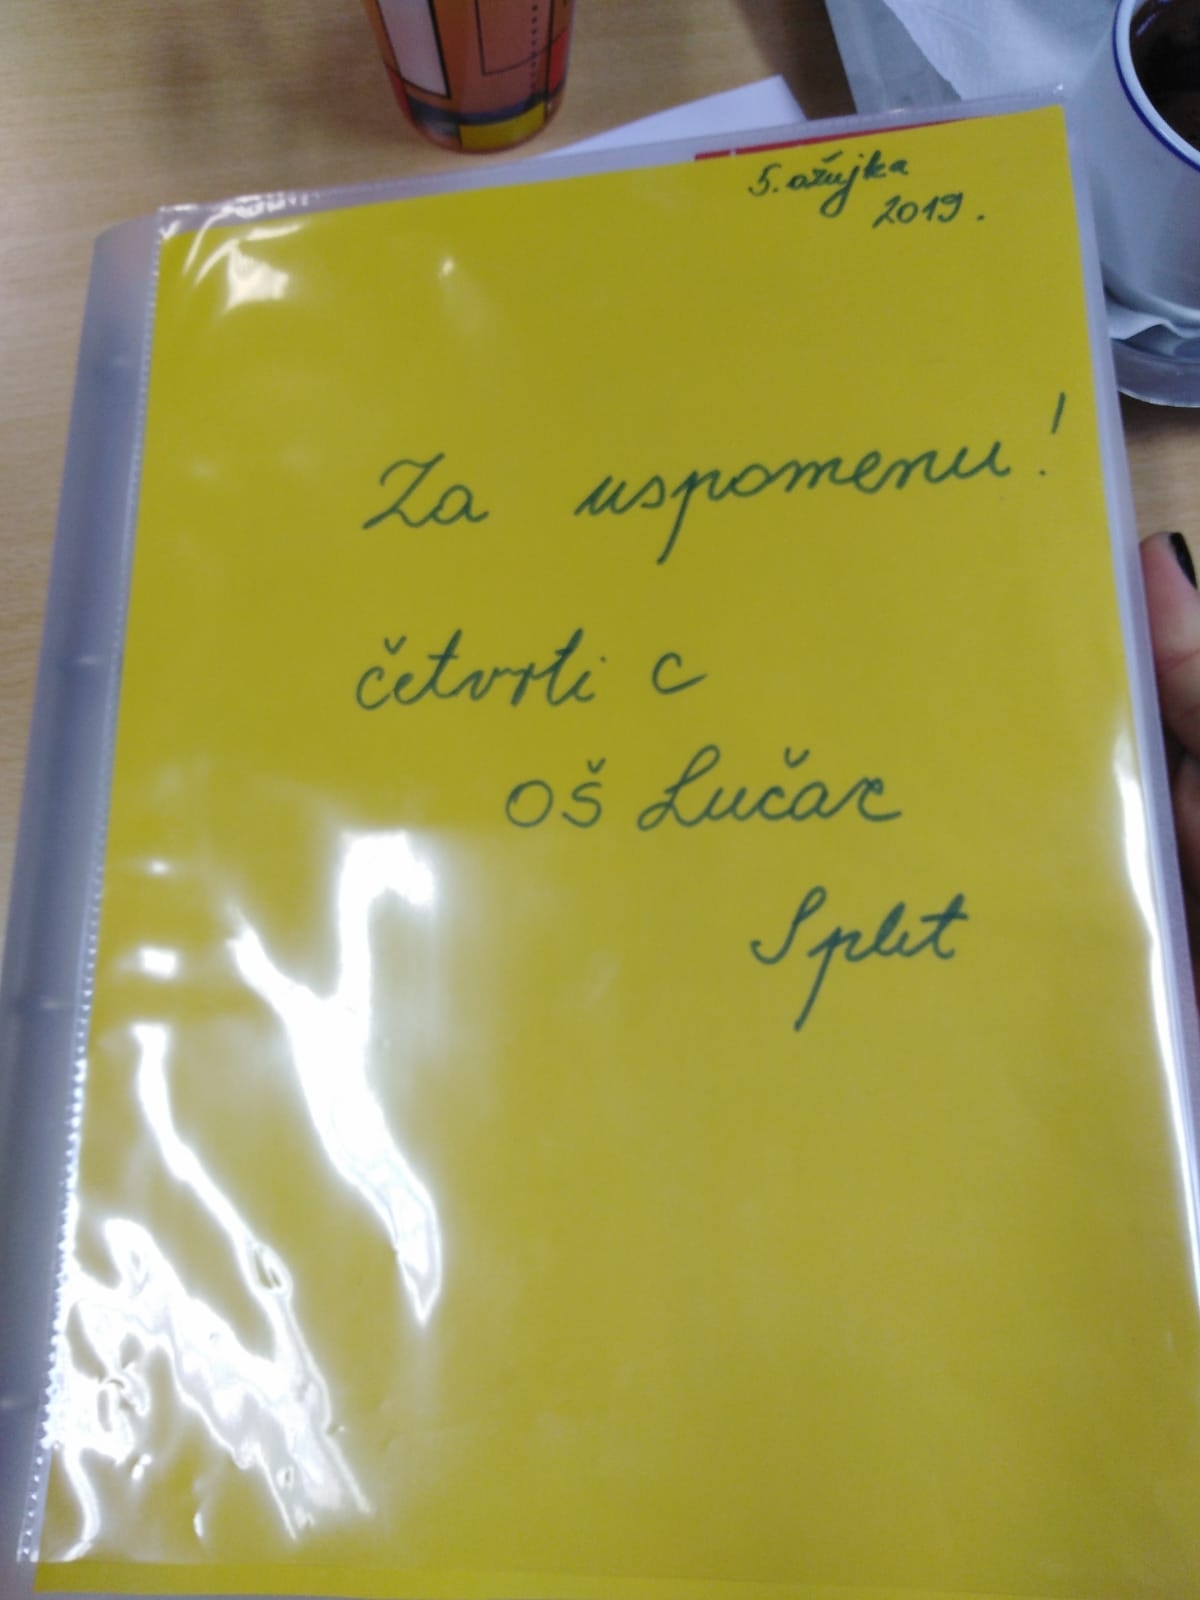 5. ožujka
2019.
Za uspomenu!
četvrti c
OŠ Lučac
Split